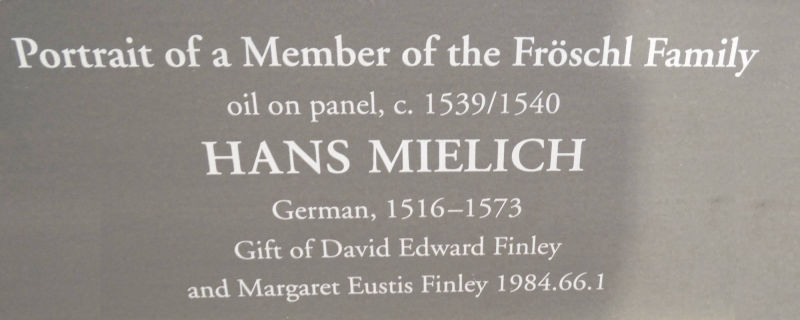 Portrait of a Member of the Fröschl Family
oil on panel, c. 1539/1540
HANS MIELICH
German, 1516–1573
Gift of David Edward Finley
and Margaret Eustis Finley 1984.66.1